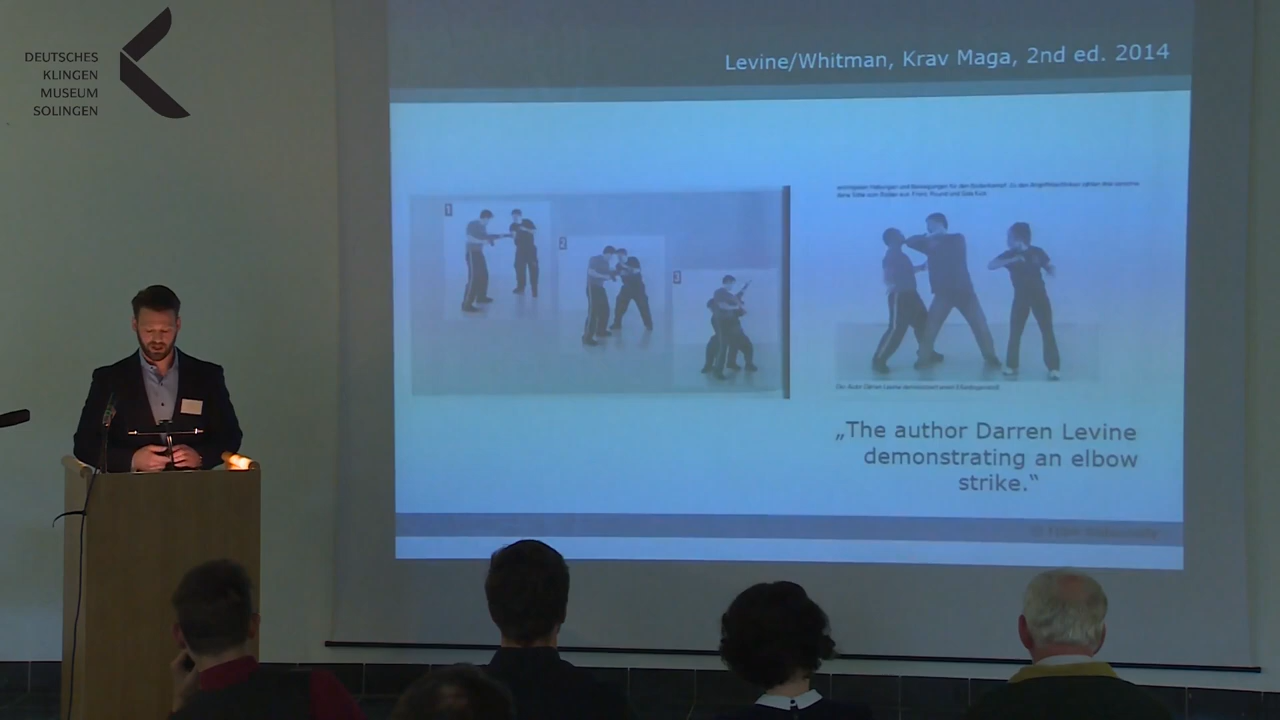 DEUTSCHES
KLINGEN
MUSEUM
SOLINGEN
Levine/Whitman, Krav Maga, 2nd ed. 2014
1
2
3
„The author Darren Levine
demonstrating an elbow
strike.“